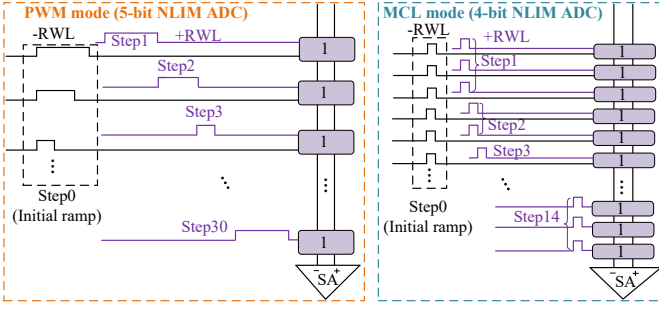 PWM mode (5-bit NLIM ADC)
-RWL
Step1
+RWL
1
Step2
1
Step3
1
Step0
(Initial ramp)
Step30
1
- +
SA
MCL mode (4-bit NLIM ADC)
-RWL
+RWL
1
Step1
1
1
1
Step2
1
Step3
1
Step0
(Initial ramp)
Step14
1
1
1
- +
SA